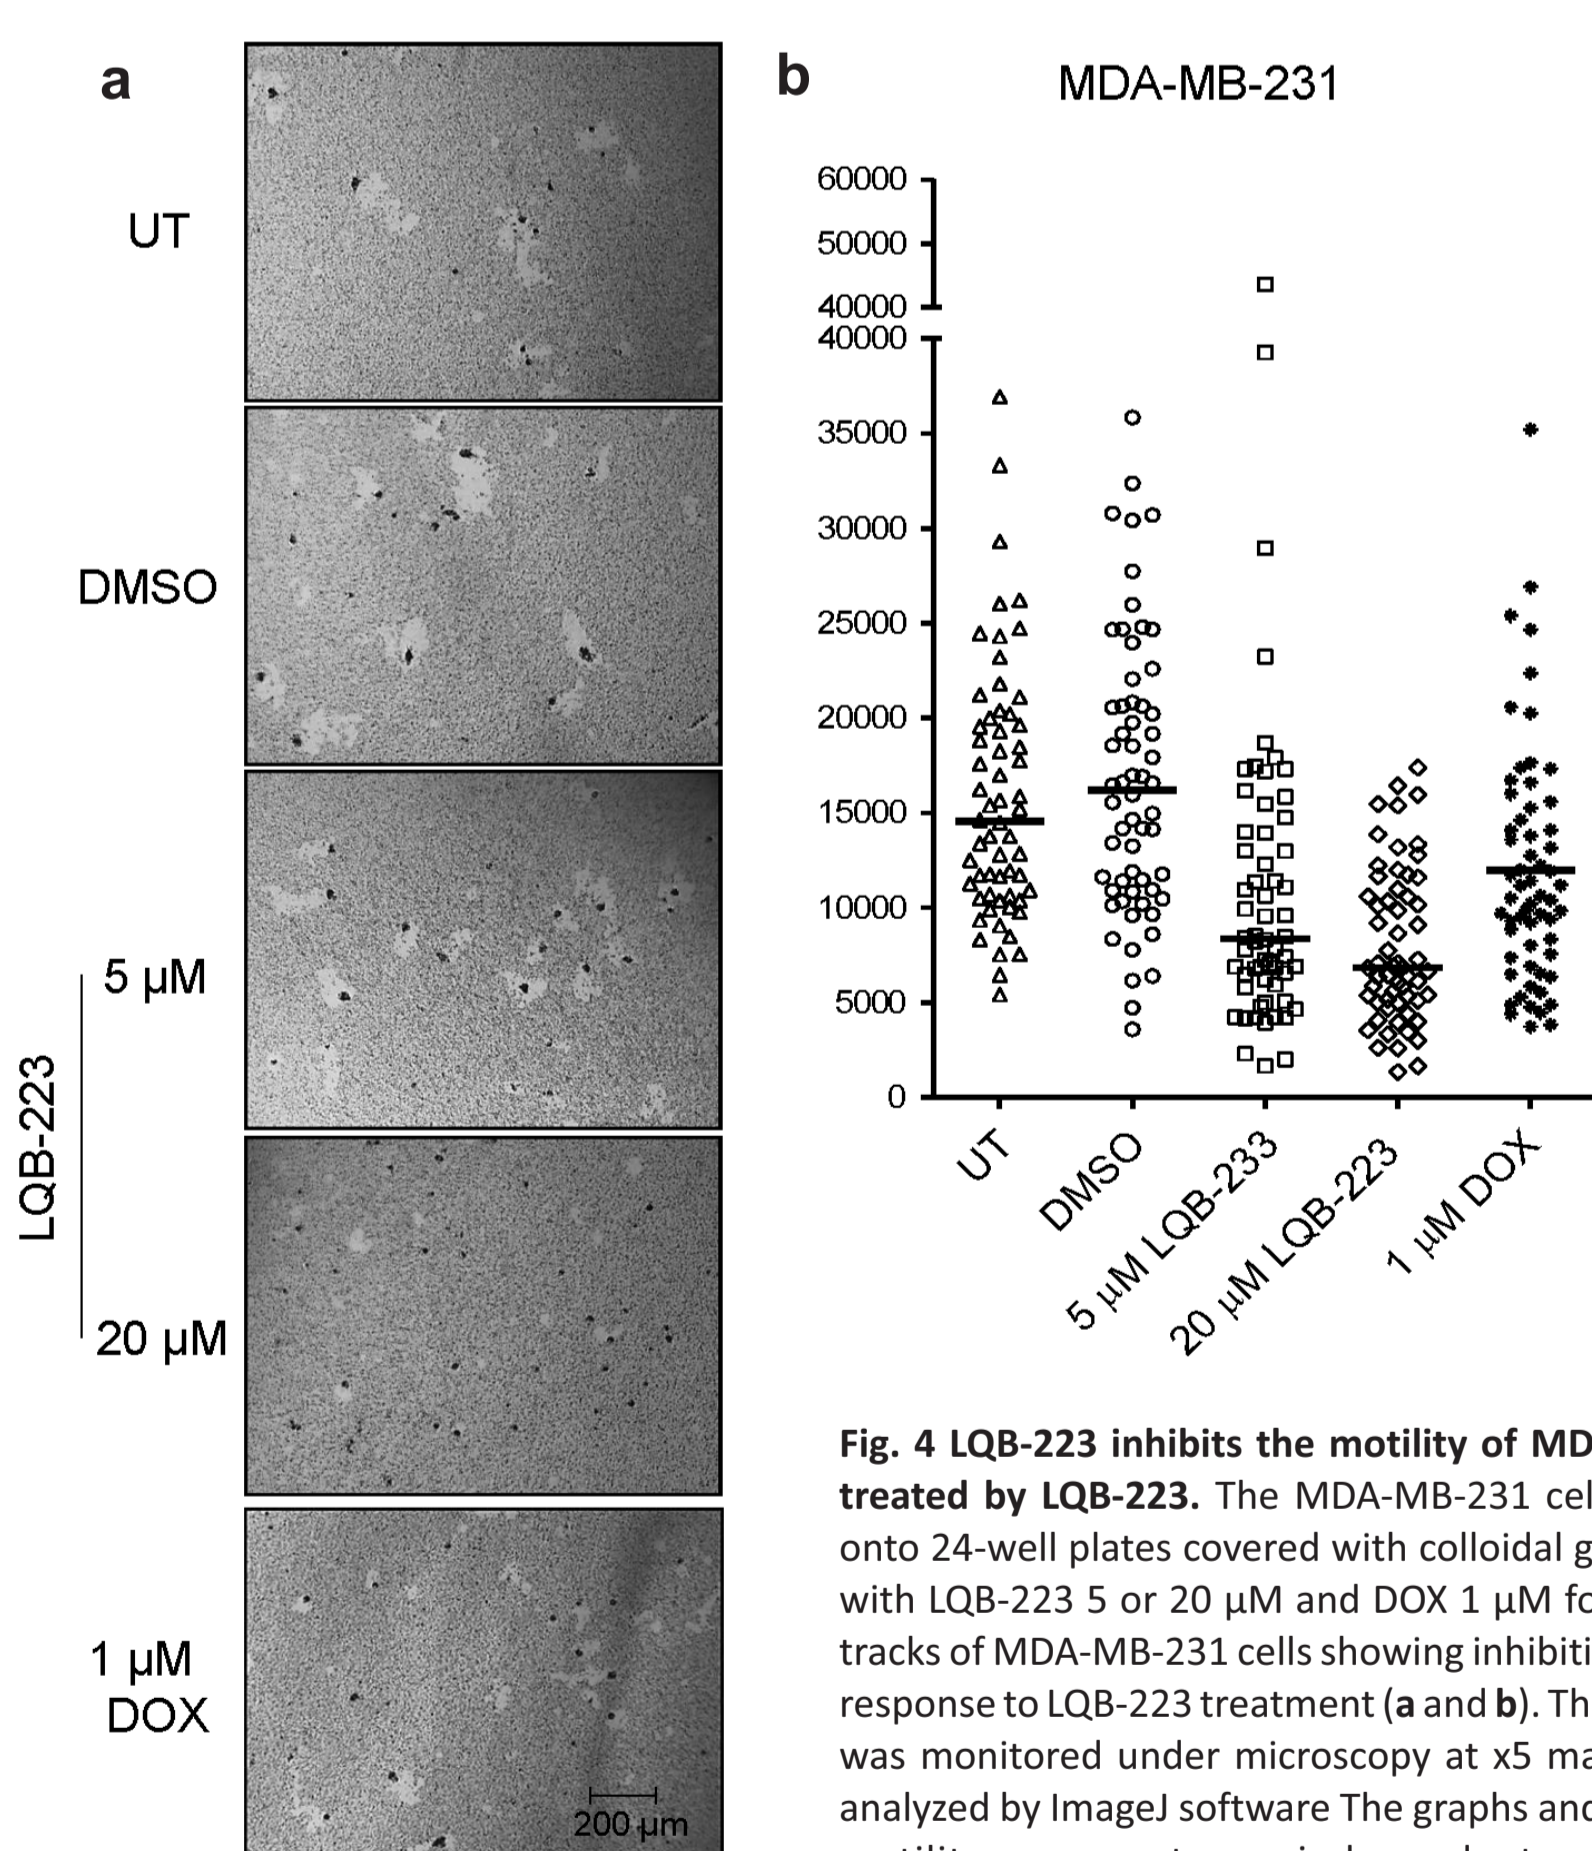 a
UT
DMSO
5 µM
LQB-223
20 µM
1 µM
DOX
200 µm
b
MDA-MB-231
60000
50000
40000
40000
35000
30000
25000
20000
15000
10000
5000
0
UT
DMSO
5 µM LQB-233
20 µM LQB-223
1 µM DOX
Fig. 4 LQB-223 inhibits the motility of MD
treated by LQB-223. The MDA-MB-231 cel
onto 24-well plates covered with colloidal g
with LQB-223 5 or 20 µM and DOX 1 µM fo
tracks of MDA-MB-231 cells showing inhibiti
response to LQB-223 treatment (a and b). Th
was monitored under microscopy at x5 ma
analyzed by ImageJ software The graphs and